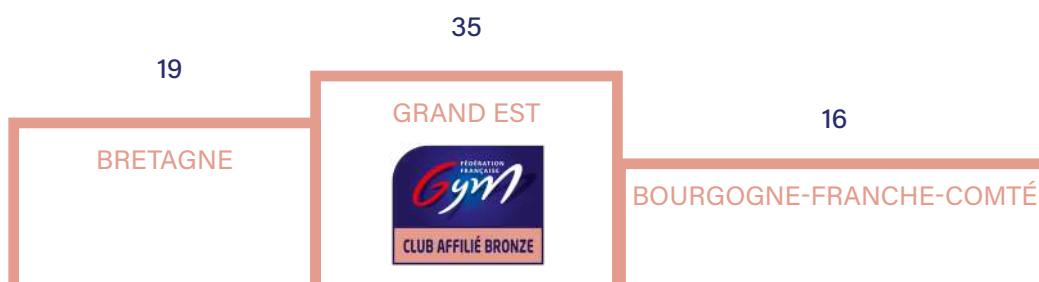 35
19
GRAND EST
16
BRETAGNE
FÉDÉRATION
FRANÇAISE
Gym
BOURGOGNE-FRANCHE-COMTÉ
CLUB AFFILIÉ BRONZE